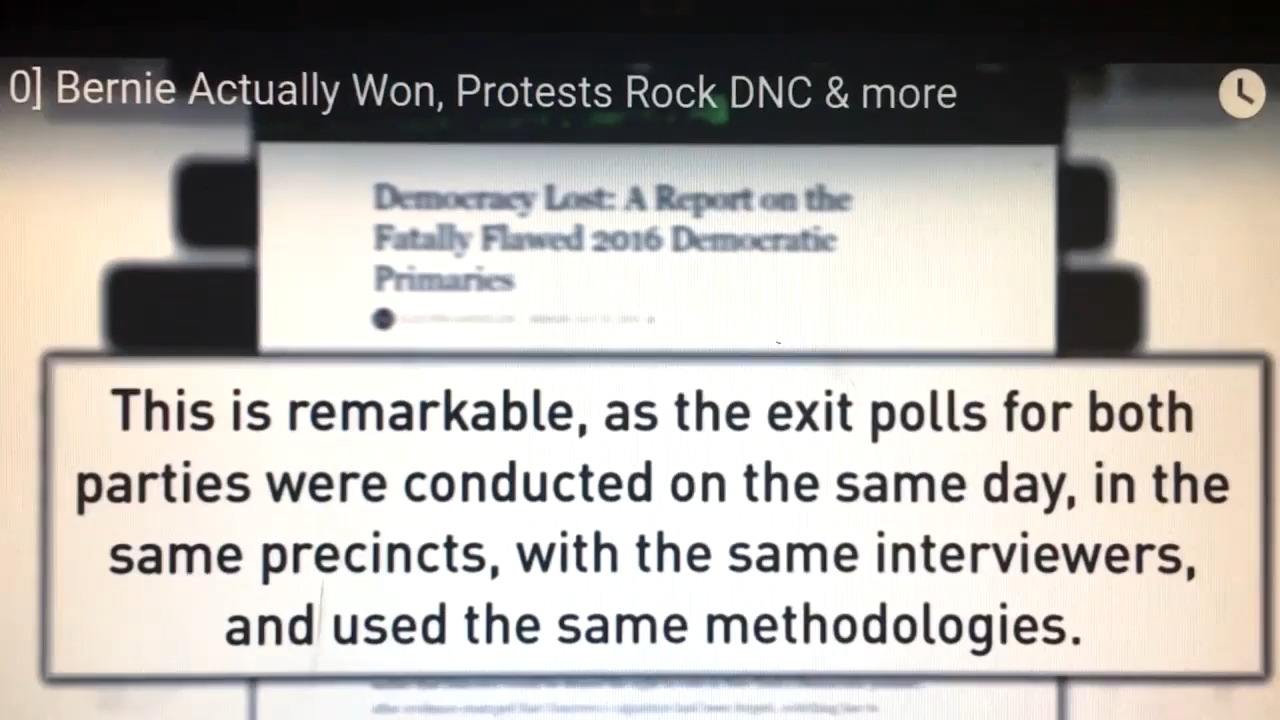 0] Bernie Actually Won, Protests Rock DNC & more
Democracy Lost: A Report on the
Fatally Flawed 2016 Democratic
Primaries
This is remarkable, as the exit polls for both
parties were conducted on the same day, in the
same precincts, with the same interviewers,
and used the same methodologies.